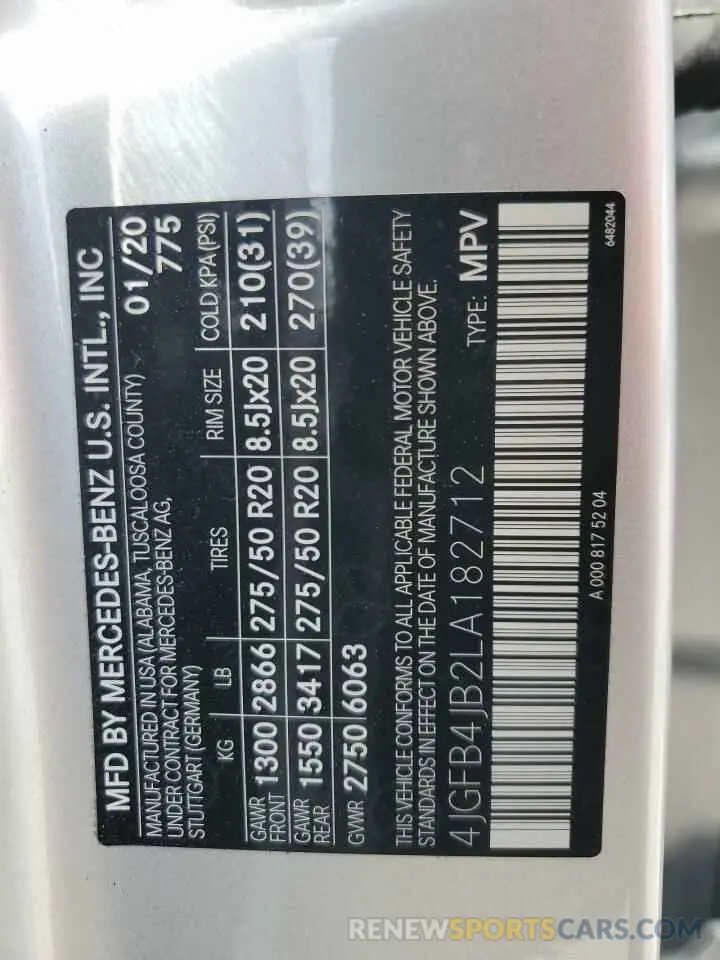 MFD BY MERCEDES-BENZ U.S. INTL., INC
MANUFACTURED IN USA (ALABAMA, TUSCALOOSA COUNTY) 01/20
UNDER CONTRACT FOR MERCEDES-BENZ AG, 775
STUTTGART (GERMANY)
KG LB TIRES RIM SIZE COLD KPA (PSI)
GAWR FRONT 1300 2866 275/50 R20 8.5Jx20 210(31)
GAWR REAR 1550 3417 275/50 R20 8.5Jx20 270(39)
GVWR 2750 6063
THIS VEHICLE CONFORMS TO ALL APPLICABLE FEDERAL MOTOR VEHICLE SAFETY
STANDARDS IN EFFECT ON THE DATE OF MANUFACTURE SHOWN ABOVE.
4JGFB4JB2LA182712 TYPE: MPV
A 000 817 52 04 6482044
RENEWSPORTSCARS.COM